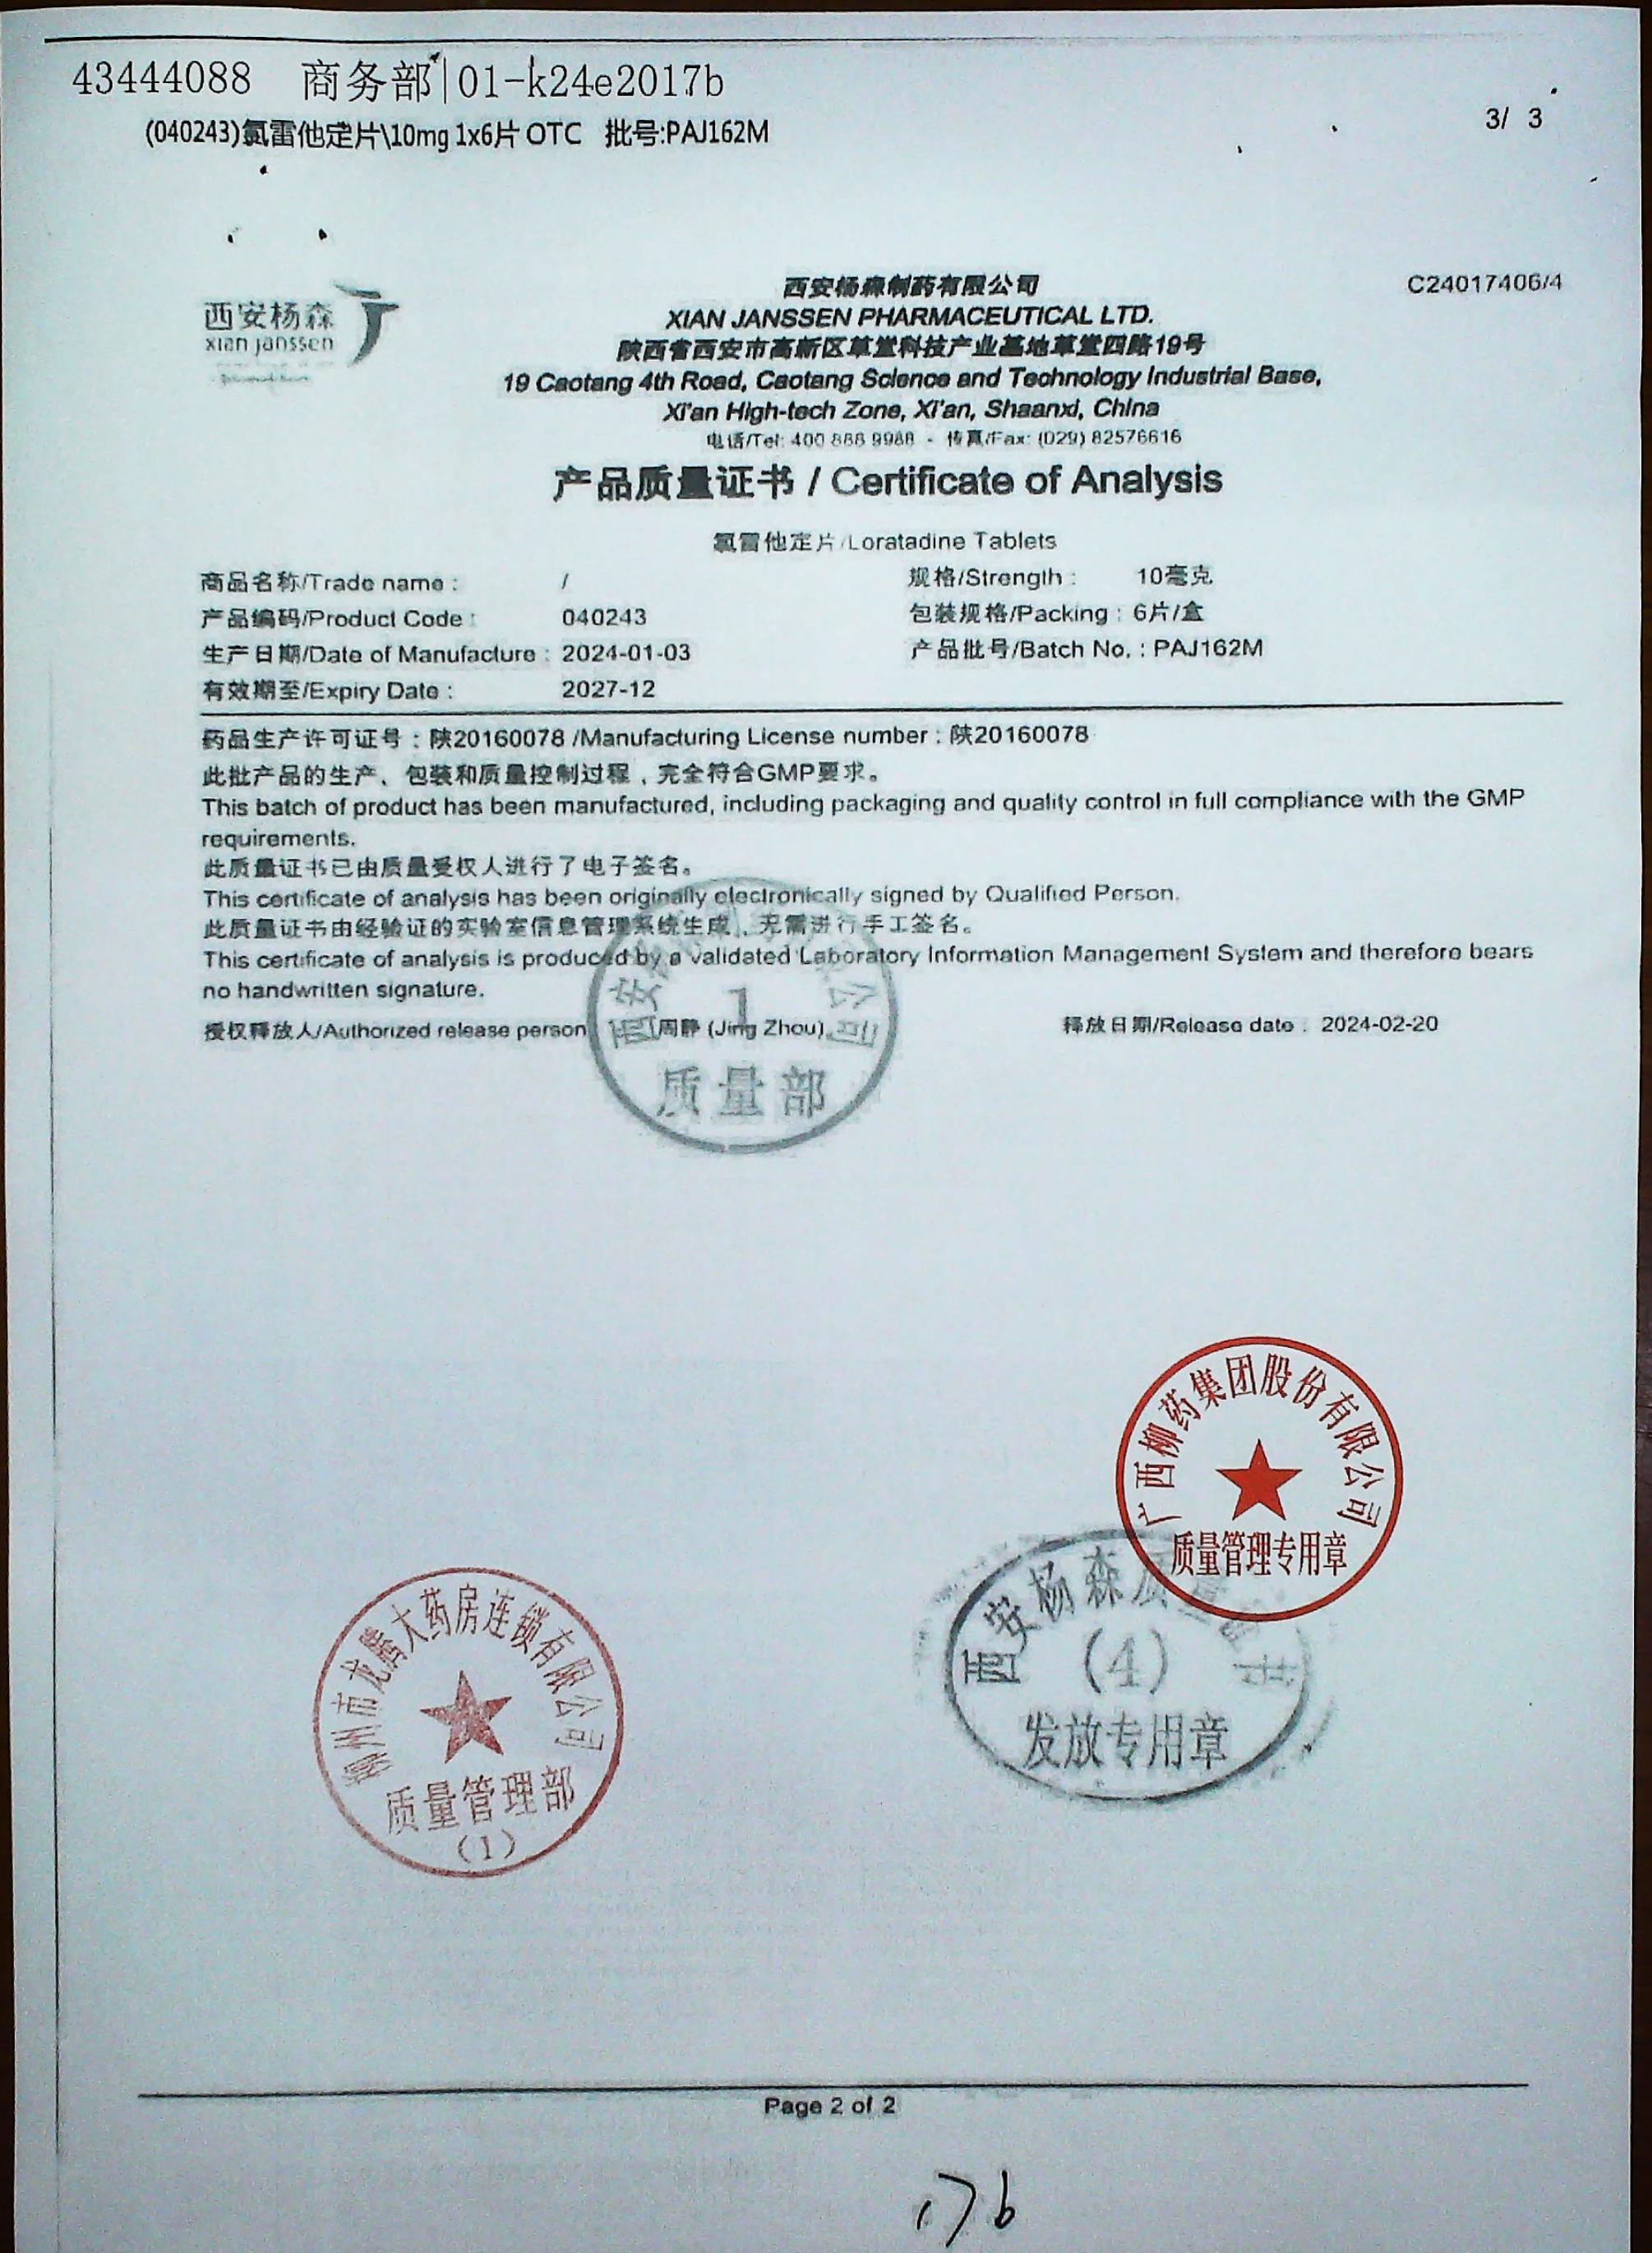 43444088 商务部|01-k24e2017b
(040243)氯雷他定片\10mg 1x6片 OTC 批号:PAJ162M
3/ 3
西安杨森
xian janssen
西安杨森制药有限公司
C24017406/4
XIAN JANSSEN PHARMACEUTICAL LTD.
陕西省西安市高新区草堂科技产业基地草堂四路19号
19 Caotang 4th Road, Caotang Science and Technology Industrial Base,
Xi'an High-tech Zone, Xi'an, Shaanxi, China
电话/Tel: 400 888 9988 - 传真/Fax: (029) 82576616
产品质量证书 / Certificate of Analysis
氯雷他定片/Loratadine Tablets
商品名称/Trade name : / 规格/Strength : 10毫克
产品编码/Product Code : 040243 包装规格/Packing : 6片/盒
生产日期/Date of Manufacture : 2024-01-03 产品批号/Batch No. : PAJ162M
有效期至/Expiry Date : 2027-12
药品生产许可证号 : 陕20160078 /Manufacturing License number : 陕20160078
此批产品的生产、包装和质量控制过程，完全符合GMP要求。
This batch of product has been manufactured, including packaging and quality control in full compliance with the GMP
requirements.
此质量证书已由质量受权人进行了电子签名。
This certificate of analysis has been originally electronically signed by Qualified Person.
此质量证书由经验证的实验室信息管理系统生成，无需进行手工签名。
This certificate of analysis is produced by a validated Laboratory Information Management System and therefore bears
no handwritten signature.
授权释放人/Authorized release person 周静 (Jing Zhou) 释放日期/Release date : 2024-02-20
1
质量部
广西柳药集团股份有限公司
质量管理专用章
西安杨森质
(4)
发放专用章
柳州市龙腾大药房连锁有限公司
质量管理部
(1)
Page 2 of 2
176